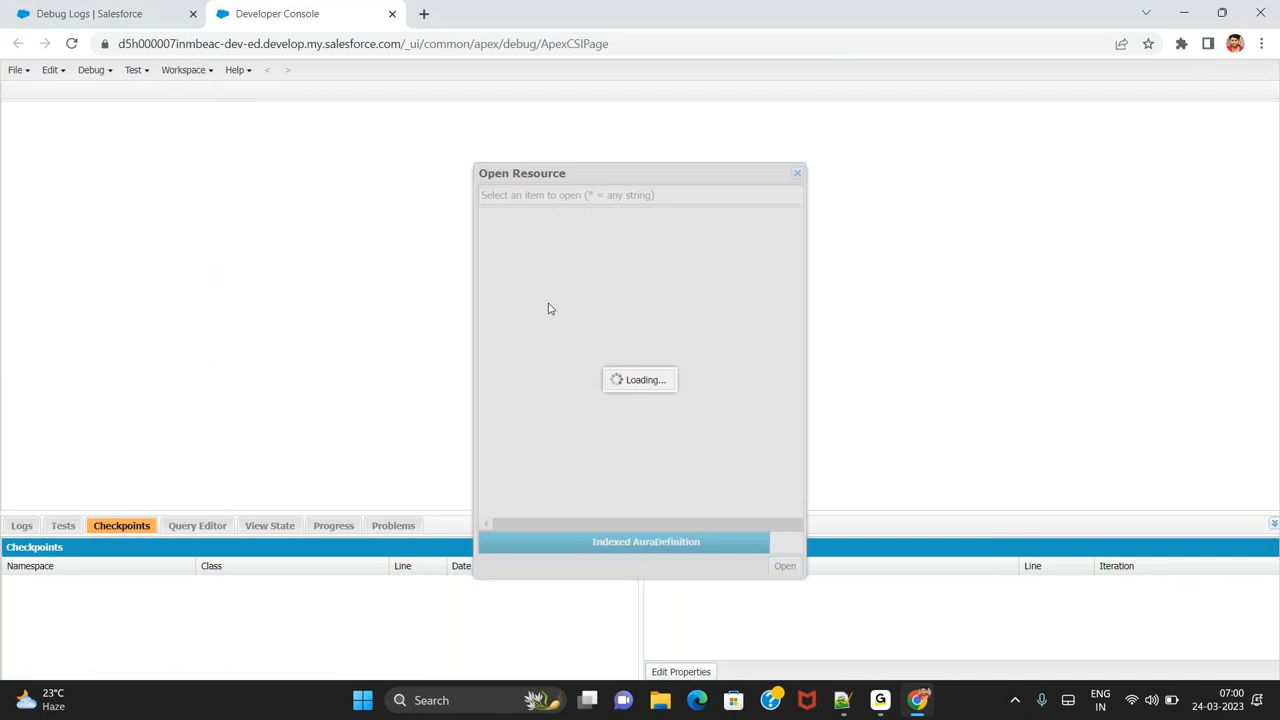 Debug Logs | Salesforce
Developer Console
d5h000007inmbeac-dev-ed.develop.my.salesforce.com/_ui/common/apex/debug/ApexCSIPage
File Edit Debug Test Workspace Help < >
Open Resource
Select an item to open (* = any string)
Loading...
Indexed AuraDefinition
Open
Logs Tests Checkpoints Query Editor View State Progress Problems
Checkpoints
Namespace Class Line Date Line Iteration
Edit Properties
23°C
Haze
Search
ENG
IN
07:00
24-03-2023